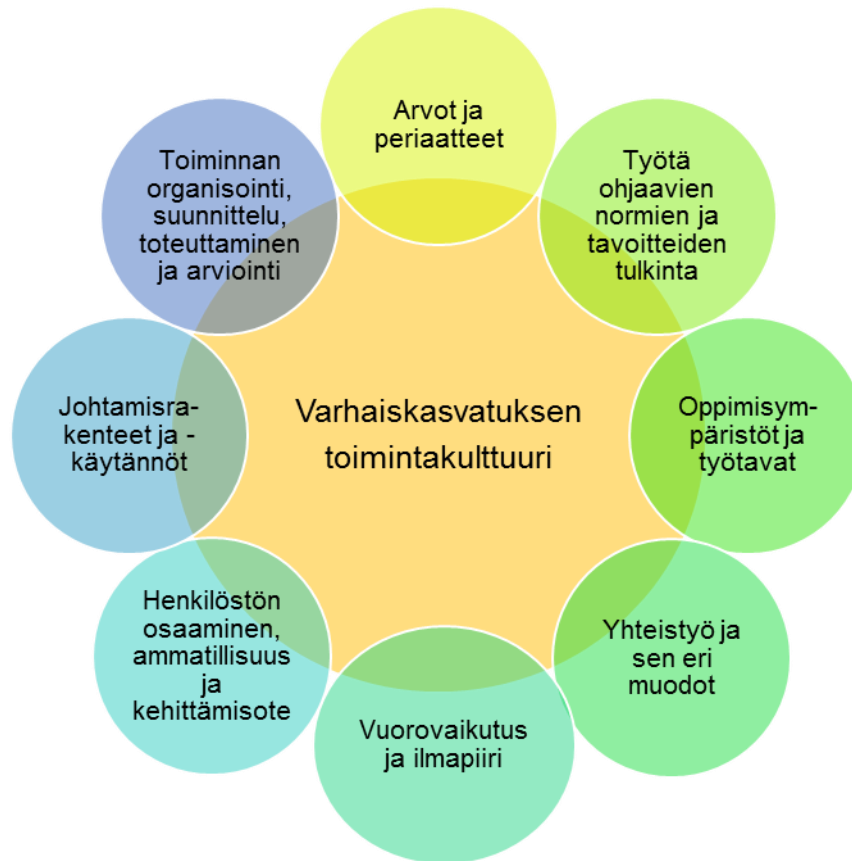 Arvot ja
periaatteet
Työtä
ohjaavien
normien ja
tavoitteiden
tulkinta
Oppimisym-
päristöt ja
työtavat
Yhteistyö ja
sen eri
muodot
Vuorovaikutus
ja ilmapiiri
Henkilöstön
osaaminen,
ammatillisuus
ja
kehittämisote
Johtamisra-
kenteet ja -
käytännöt
Toiminnan
organisointi,
suunnittelu,
toteuttaminen
ja arviointi
Varhaiskasvatuksen
toimintakulttuuri